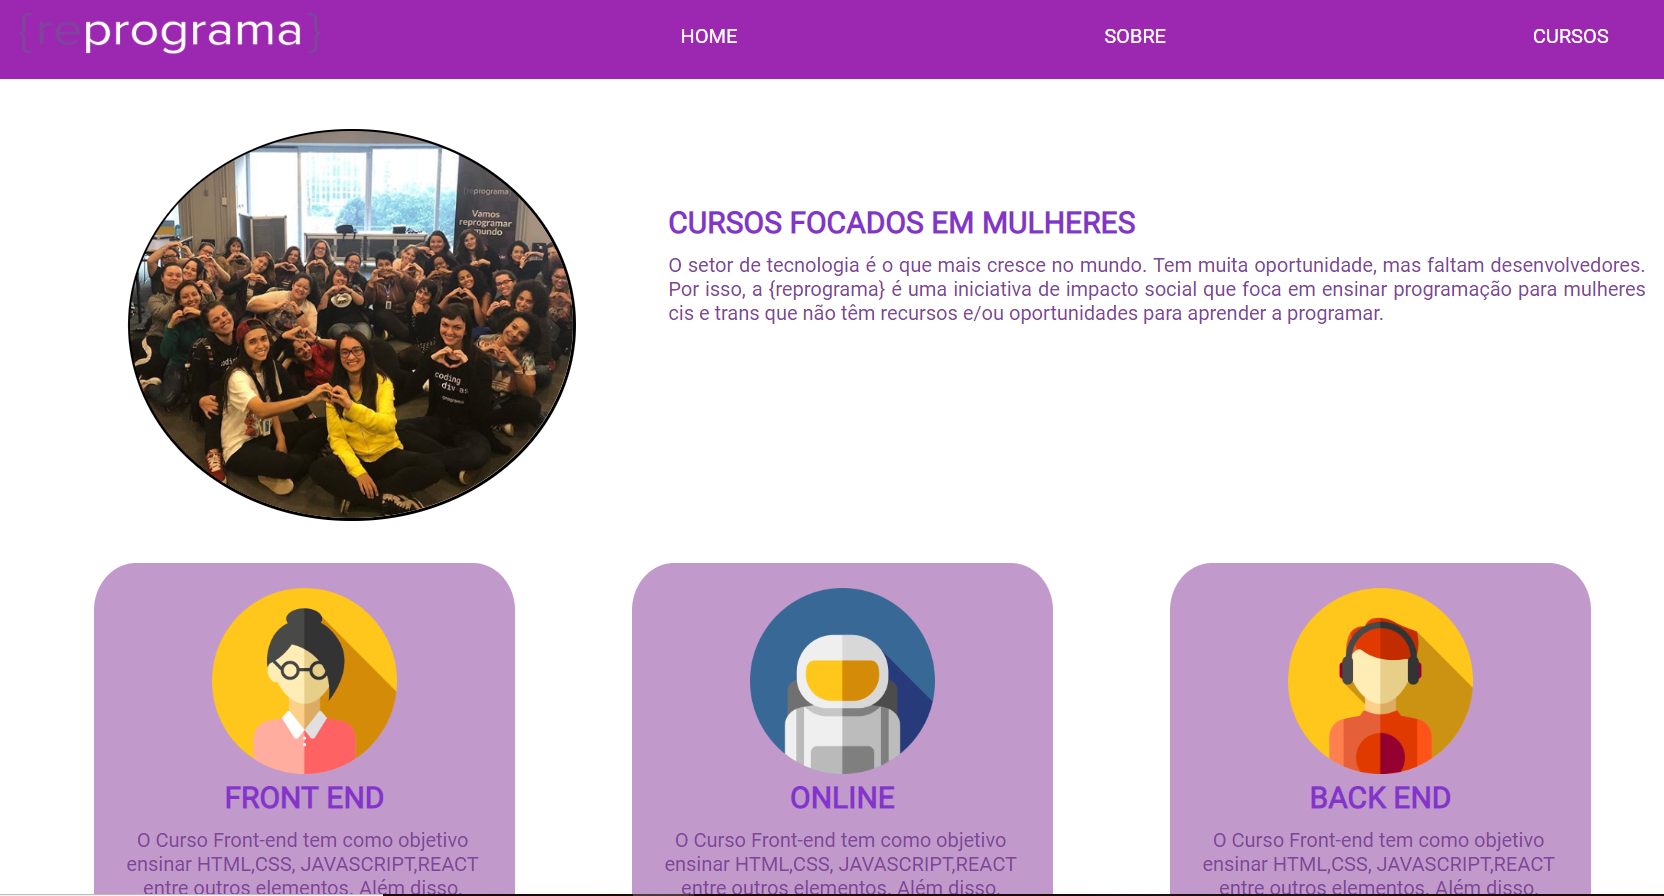 {reprograma}
HOME
SOBRE
CURSOS
{reprograma}
Vamos
reprogramar
mundo
coding
divas
CURSOS FOCADOS EM MULHERES
O setor de tecnologia é o que mais cresce no mundo. Tem muita oportunidade, mas faltam desenvolvedores.
Por isso, a {reprograma} é uma iniciativa de impacto social que foca em ensinar programação para mulheres
cis e trans que não têm recursos e/ou oportunidades para aprender a programar.
FRONT END
O Curso Front-end tem como objetivo
ensinar HTML,CSS, JAVASCRIPT,REACT
entre outros elementos. Além disso,
ONLINE
O Curso Front-end tem como objetivo
ensinar HTML,CSS, JAVASCRIPT,REACT
entre outros elementos. Além disso,
BACK END
O Curso Front-end tem como objetivo
ensinar HTML,CSS, JAVASCRIPT,REACT
entre outros elementos. Além disso,